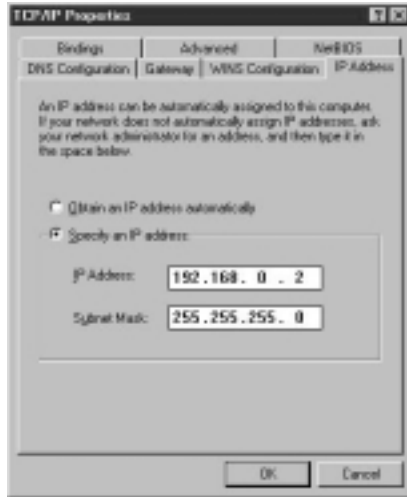 TCP/IP Properties
Bindings Advanced NetBIOS
DNS Configuration Gateway WINS Configuration IP Address
An IP address can be automatically assigned to this computer.
If your network does not automatically assign IP addresses, ask
your network administrator for an address, and then type it in
the space below.
Obtain an IP address automatically
Specify an IP address:
IP Address: 192.168. 0 . 2
Subnet Mask: 255.255.255. 0
OK Cancel